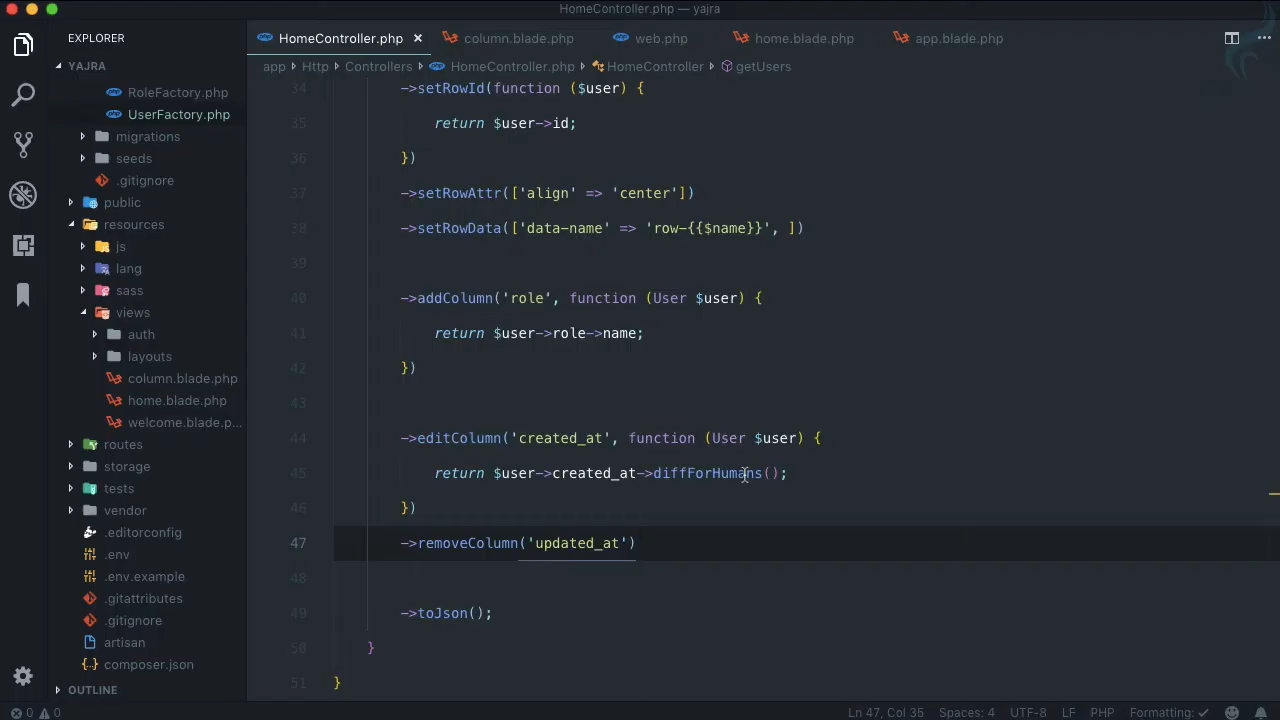 HomeController.php — yajra
EXPLORER
HomeController.php
column.blade.php
web.php
home.blade.php
app.blade.php
YAJRA
app > Http > Controllers > HomeController.php > HomeController > getUsers
RoleFactory.php
UserFactory.php
migrations
seeds
.gitignore
public
resources
js
lang
sass
views
auth
layouts
column.blade.php
home.blade.php
welcome.blade.p...
routes
storage
tests
vendor
.editorconfig
.env
.env.example
.gitattributes
.gitignore
artisan
composer.json
OUTLINE
34 ->setRowId(function ($user) {
35 return $user->id;
36 })
37 ->setRowAttr(['align' => 'center'])
38 ->setRowData(['data-name' => 'row-{{$name}}', ])
39
40 ->addColumn('role', function (User $user) {
41 return $user->role->name;
42 })
43
44 ->editColumn('created_at', function (User $user) {
45 return $user->created_at->diffForHumans();
46 })
47 ->removeColumn('updated_at')
48
49 ->toJson();
50 }
51 }
0 0
Ln 47, Col 35 Spaces: 4 UTF-8 LF PHP Formating: ✓